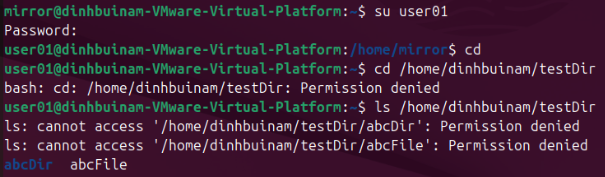 mirror@dinhbuinam-VMware-Virtual-Platform:~$ su user01
Password:
user01@dinhbuinam-VMware-Virtual-Platform:/home/mirror$ cd
user01@dinhbuinam-VMware-Virtual-Platform:~$ cd /home/dinhbuinam/testDir
bash: cd: /home/dinhbuinam/testDir: Permission denied
user01@dinhbuinam-VMware-Virtual-Platform:~$ ls /home/dinhbuinam/testDir
ls: cannot access '/home/dinhbuinam/testDir/abcDir': Permission denied
ls: cannot access '/home/dinhbuinam/testDir/abcFile': Permission denied
abcDir  abcFile